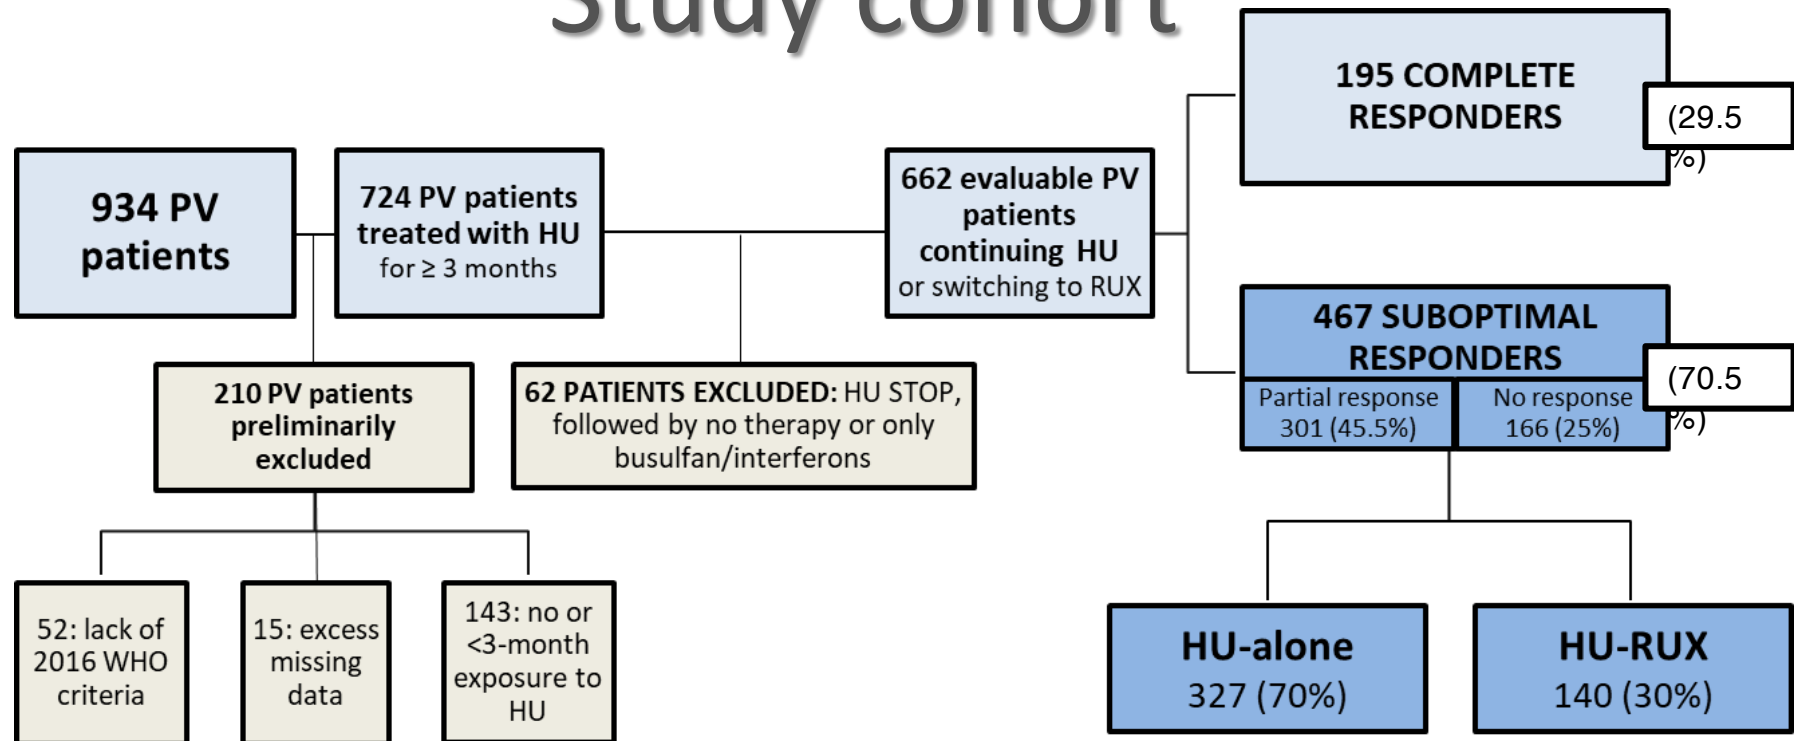 Study cohort
195 COMPLETE
RESPONDERS
(29.5
%)
934 PV
patients
724 PV patients
treated with HU
for ≥ 3 months
662 evaluable PV
patients
continuing HU
or switching to RUX
467 SUBOPTIMAL
RESPONDERS
(70.5
%)
Partial response
301 (45.5%)
No response
166 (25%)
210 PV patients
preliminarily
excluded
62 PATIENTS EXCLUDED: HU STOP,
followed by no therapy or only
busulfan/interferons
52: lack of
2016 WHO
criteria
15: excess
missing
data
143: no or
<3-month
exposure to
HU
HU-alone
327 (70%)
HU-RUX
140 (30%)